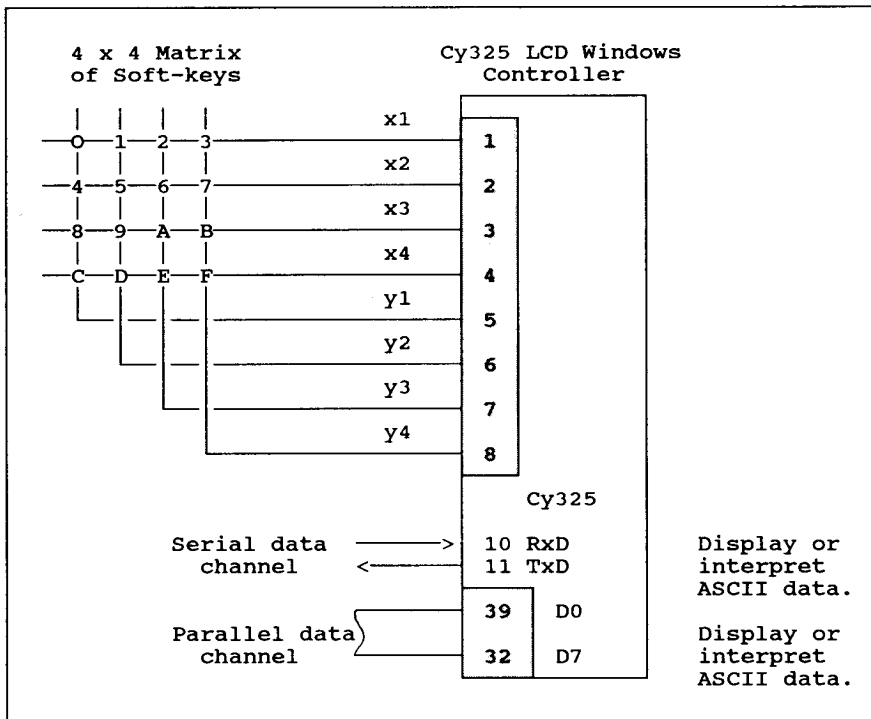 4 x 4 Matrix
of Soft-keys
Cy325 LCD Windows
Controller
x1
0 1 2 3 1
x2
4 5 6 7 2
x3
8 9 A B 3
x4
C D E F 4
y1
5
y2
6
y3
7
y4
8
Cy325
Serial data
channel
10 RxD
11 TxD
Display or
interpret
ASCII data.
Parallel data
channel
39 D0
32 D7
Display or
interpret
ASCII data.